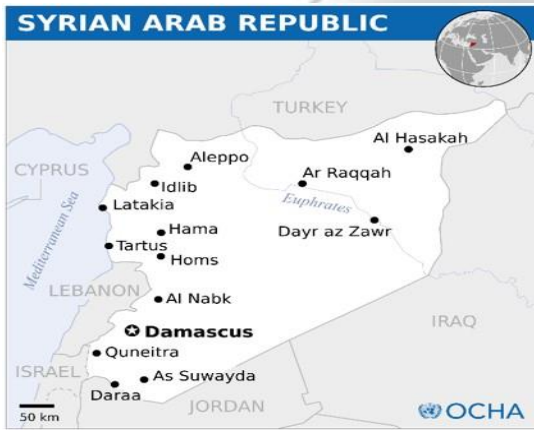 SYRIAN ARAB REPUBLIC
TURKEY
Al Hasakah
Aleppo
CYPRUS
Ar Raqqah
Idlib
Euphrates
Latakia
Mediterranean Sea
Hama
Dayr az Zawr
Tartus
Homs
LEBANON
Al Nabk
IRAQ
Damascus
Quneitra
ISRAEL
As Suwayda
Daraa
JORDAN
50 km
OCHA